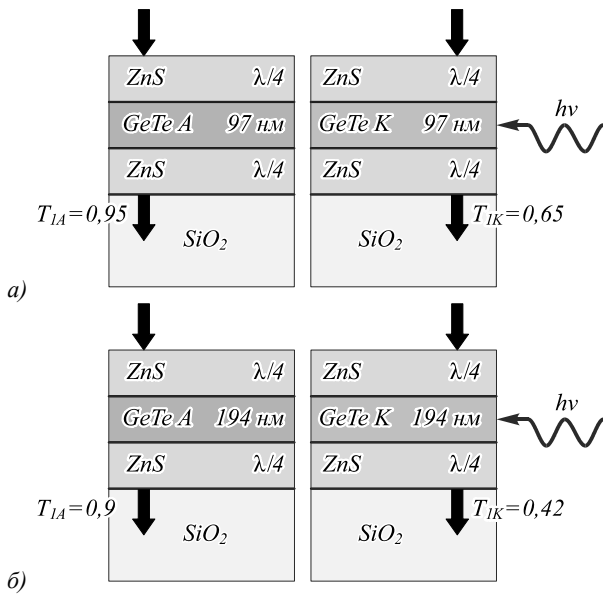 ZnS λ/4 ZnS λ/4
GeTe A 97 нм GeTe K 97 нм hν
ZnS λ/4 ZnS λ/4
T1A=0,95 T1K=0,65
SiO2 SiO2
а)
ZnS λ/4 ZnS λ/4
GeTe A 194 нм GeTe K 194 нм hν
ZnS λ/4 ZnS λ/4
T1A=0,9 T1K=0,42
SiO2 SiO2
б)